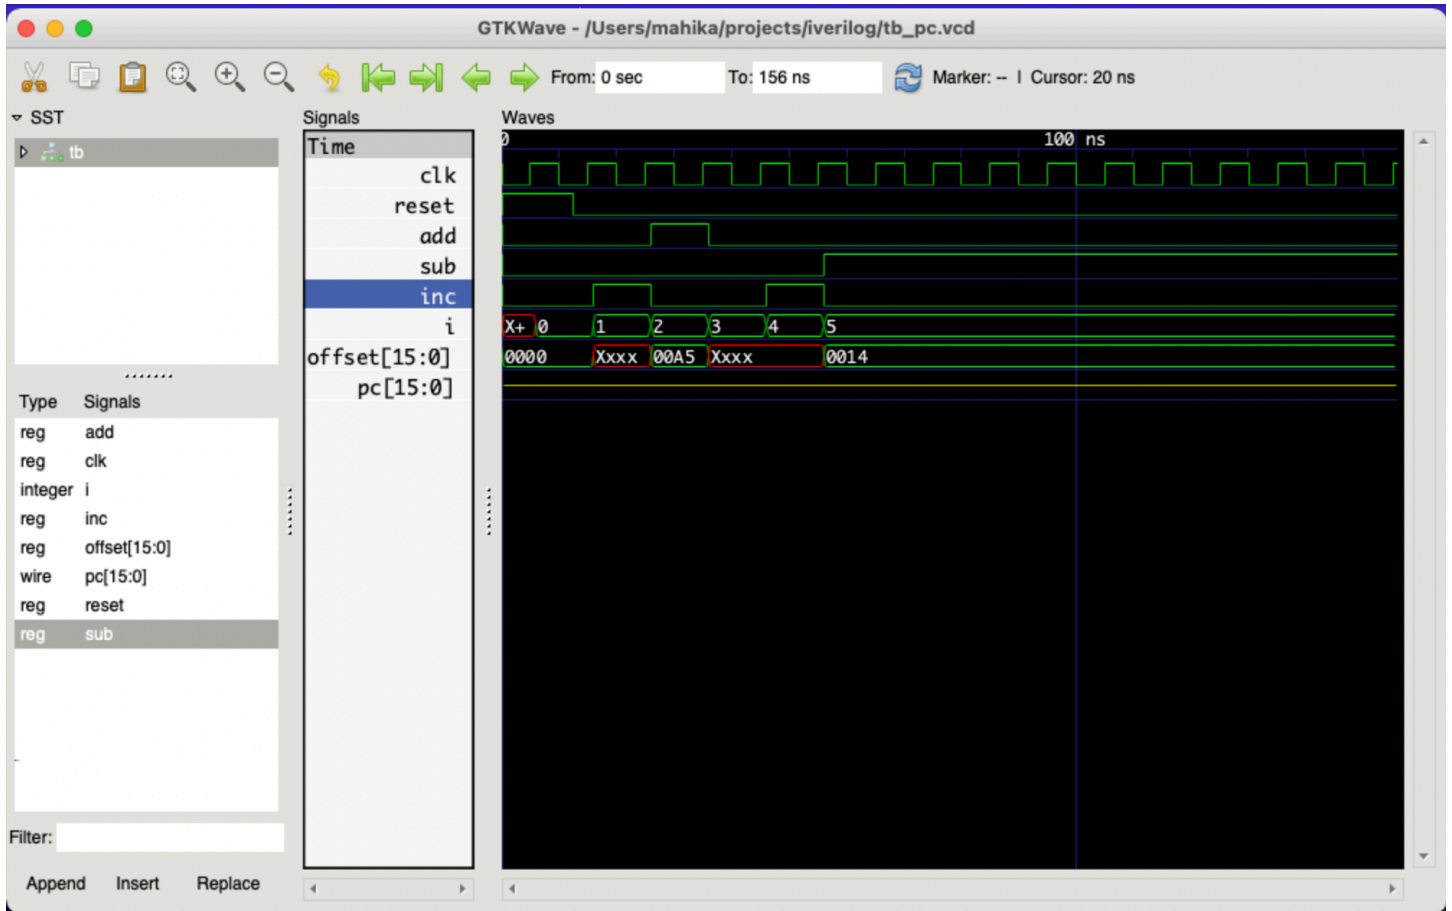 GTKWave - /Users/mahika/projects/iverilog/tb_pc.vcd
From: 0 sec To: 156 ns Marker: -- | Cursor: 20 ns
SST
tb
Type Signals
reg add
reg clk
integer i
reg inc
reg offset[15:0]
wire pc[15:0]
reg reset
reg sub
Filter:
Append Insert Replace
Signals
Time
clk
reset
add
sub
inc
i
offset[15:0]
pc[15:0]
Waves
0 100 ns
X+ 0 1 2 3 4 5
0000 Xxxx 00A5 Xxxx 0014